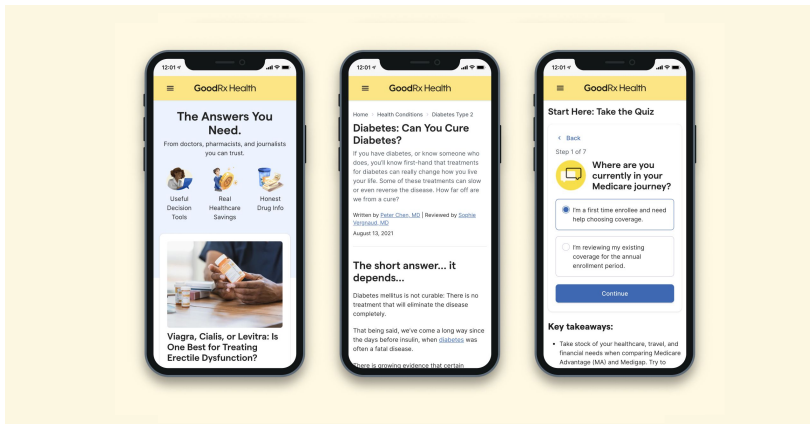 12:01
GoodRx Health
The Answers You
Need.
From doctors, pharmacists, and journalists
you can trust.
Useful
Decision
Tools
Real
Healthcare
Savings
Honest
Drug Info
Viagra, Cialis, or Levitra: Is
One Best for Treating
Erectile Dysfunction?
12:01
GoodRx Health
Home › Health Conditions › Diabetes Type 2
Diabetes: Can You Cure
Diabetes?
If you have diabetes, or know someone who
does, you'll know first-hand that treatments
for diabetes can really change how you live
your life. Some of these treatments can slow
or even reverse the disease. How far off are
we from a cure?
Written by Peter Chen, MD | Reviewed by Sophie
Vergnaud, MD
August 13, 2021
The short answer... it
depends...
Diabetes mellitus is not curable: There is no
treatment that will eliminate the disease
completely.
That being said, we've come a long way since
the days before insulin, when diabetes was
often a fatal disease.
There is growing evidence that certain
12:01
GoodRx Health
Start Here: Take the Quiz
‹ Back
Step 1 of 7
Where are you
currently in your
Medicare journey?
I'm a first time enrollee and need
help choosing coverage.
I'm reviewing my existing
coverage for the annual
enrollment period.
Continue
Key takeaways:
• Take stock of your healthcare, travel, and
financial needs when comparing Medicare
Advantage (MA) and Medigap. Try to